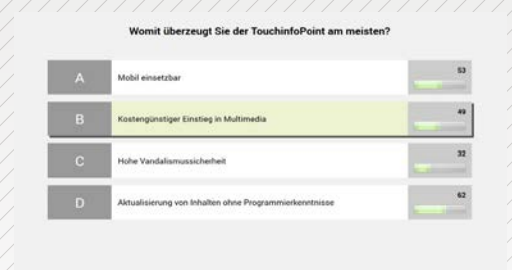 Womit überzeugt Sie der TouchinfoPoint am meisten?
A Mobil einsetzbar 53
B Kostengünstiger Einstieg in Multimedia 49
C Hohe Vandalismussicherheit 32
D Aktualisierung von Inhalten ohne Programmierkenntnisse 62